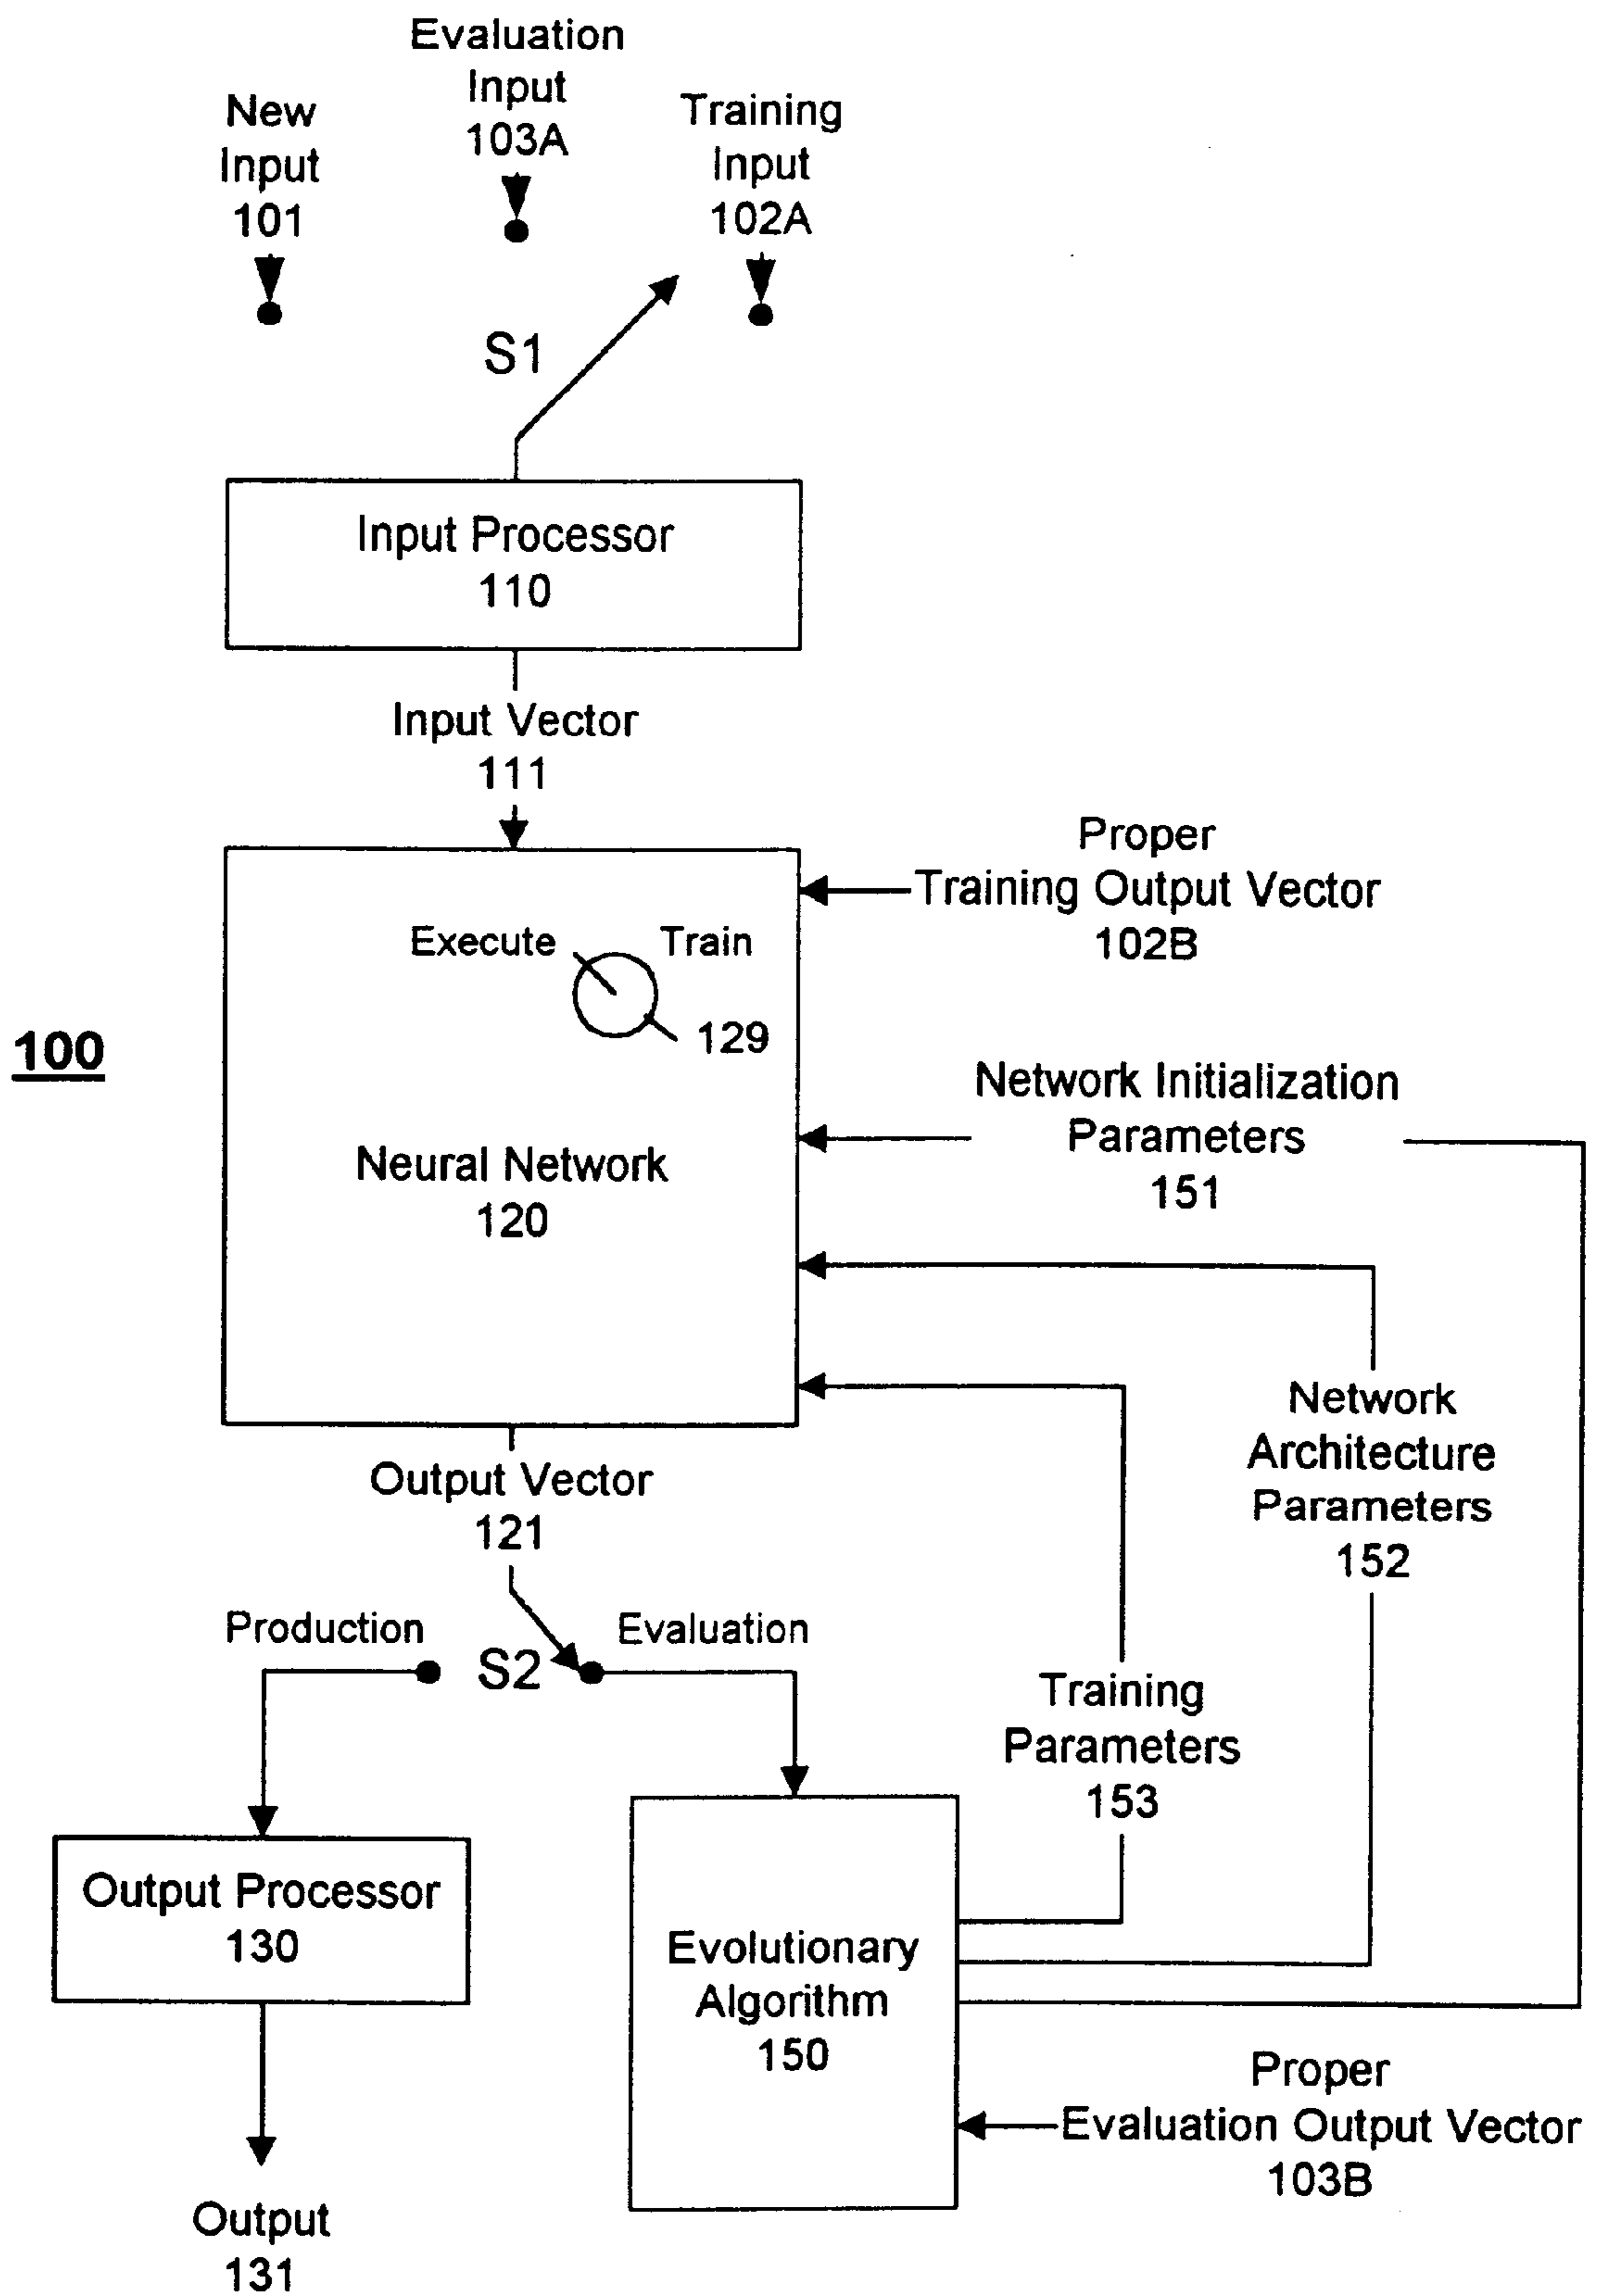 Evaluation
Input
103A
New
Input
101
Training
Input
102A
S1
Input Processor
110
Input Vector
111
Proper
Training Output Vector
102B
Execute
Train
129
100
Network Initialization
Parameters
151
Neural Network
120
Network
Architecture
Parameters
152
Output Vector
121
Production
S2
Evaluation
Training
Parameters
153
Output Processor
130
Evolutionary
Algorithm
150
Proper
Evaluation Output Vector
103B
Output
131